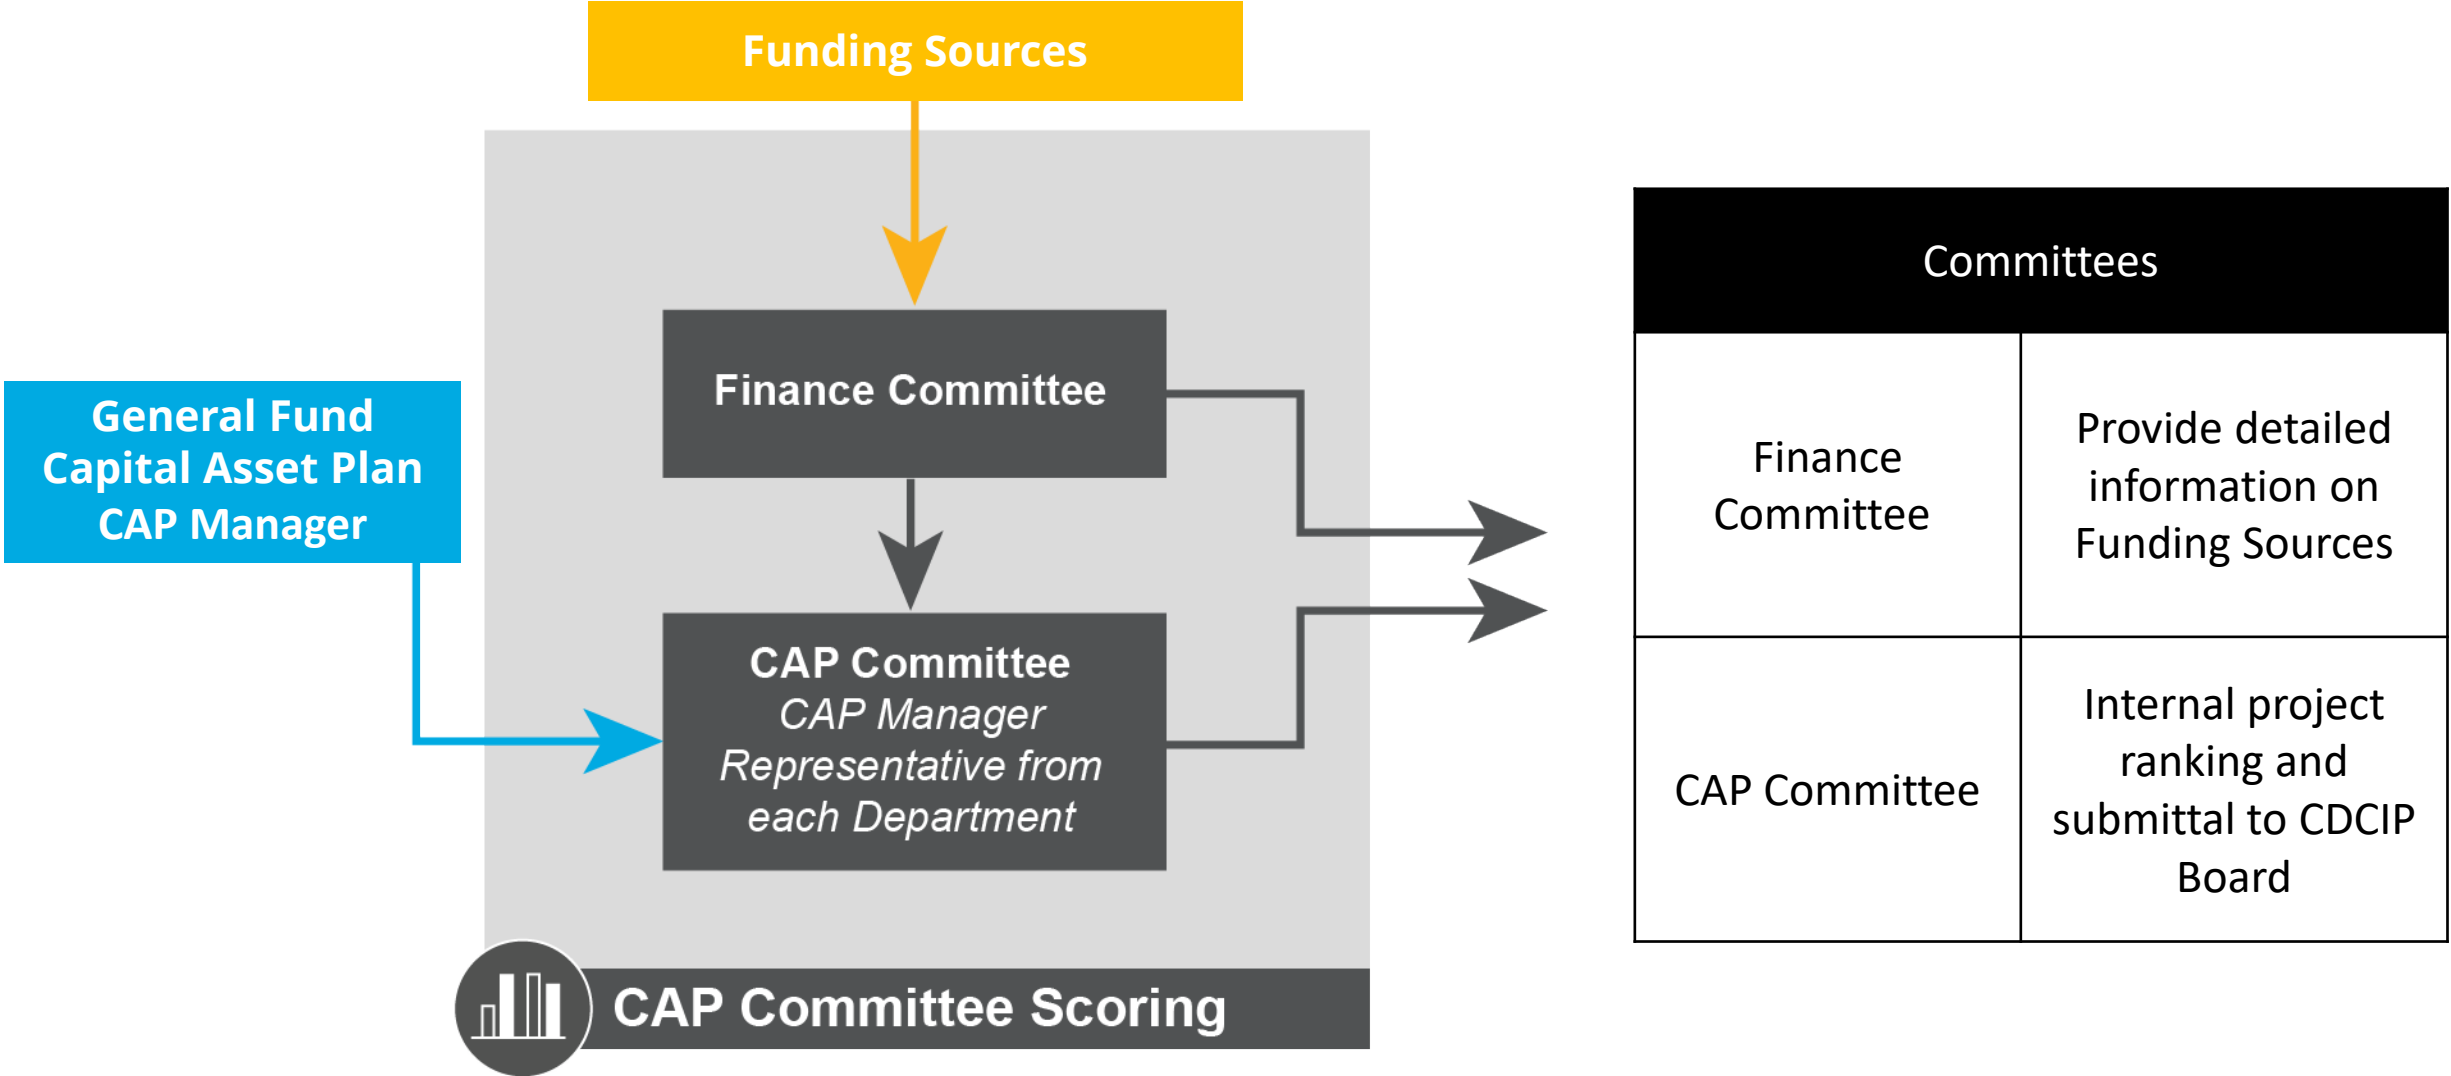 Funding Sources
General Fund
Capital Asset Plan
CAP Manager
Finance Committee
CAP Committee
CAP Manager
Representative from
each Department
CAP Committee Scoring
Committees
Finance
Committee
Provide detailed
information on
Funding Sources
CAP Committee
Internal project
ranking and
submittal to CDCIP
Board